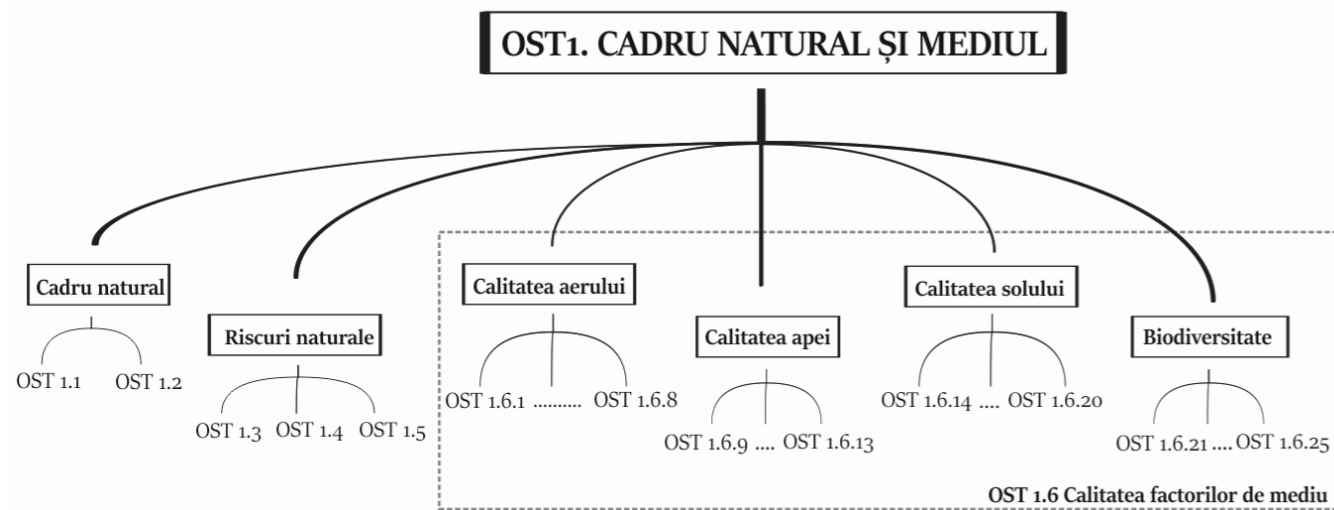 OST1. CADRU NATURAL ȘI MEDIUL
Cadru natural
OST 1.1
OST 1.2
Riscuri naturale
OST 1.3
OST 1.4
OST 1.5
Calitatea aerului
OST 1.6.1 .......... OST 1.6.8
Calitatea apei
OST 1.6.9 .... OST 1.6.13
Calitatea solului
OST 1.6.14 .... OST 1.6.20
Biodiversitate
OST 1.6.21 .... OST 1.6.25
OST 1.6 Calitatea factorilor de mediu